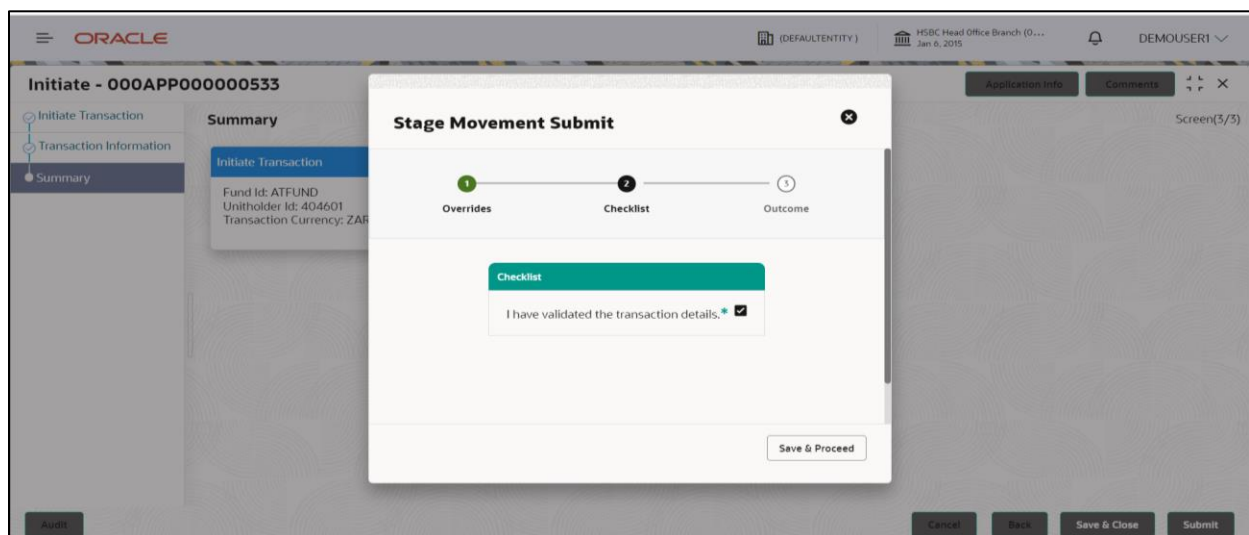 ORACLE
(DEFAULTENTITY )
HSBC Head Office Branch (0...
Jan 6, 2015
DEMOUSER1
Initiate - 000APP000000533
Application Info
Comments
Initiate Transaction
Transaction Information
Summary
Summary
Screen(3/3)
Initiate Transaction
Fund Id: ATFUND
Unitholder Id: 404601
Transaction Currency: ZAR
Stage Movement Submit
1
2
3
Overrides
Checklist
Outcome
Checklist
I have validated the transaction details.*
Save & Proceed
Audit
Cancel
Back
Save & Close
Submit